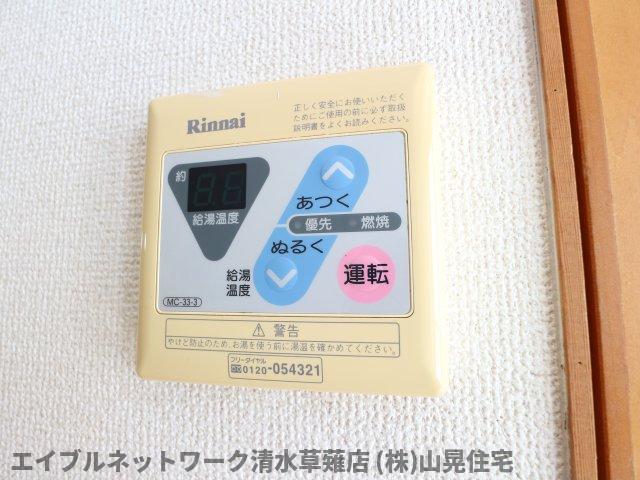 Rinnai
正しく安全にお使いいただく
ためにご使用の前に必ず取扱
説明書をよくお読みください。
約
給湯温度
あつく
優先 燃焼
ぬるく
給湯
温度
運転
MC-33-3
⚠警告
やけど防止のため、お湯を使う前に湯温を確かめてください。
フリーダイヤル
0120-054321
エイブルネットワーク清水草薙店 (株)山晃住宅